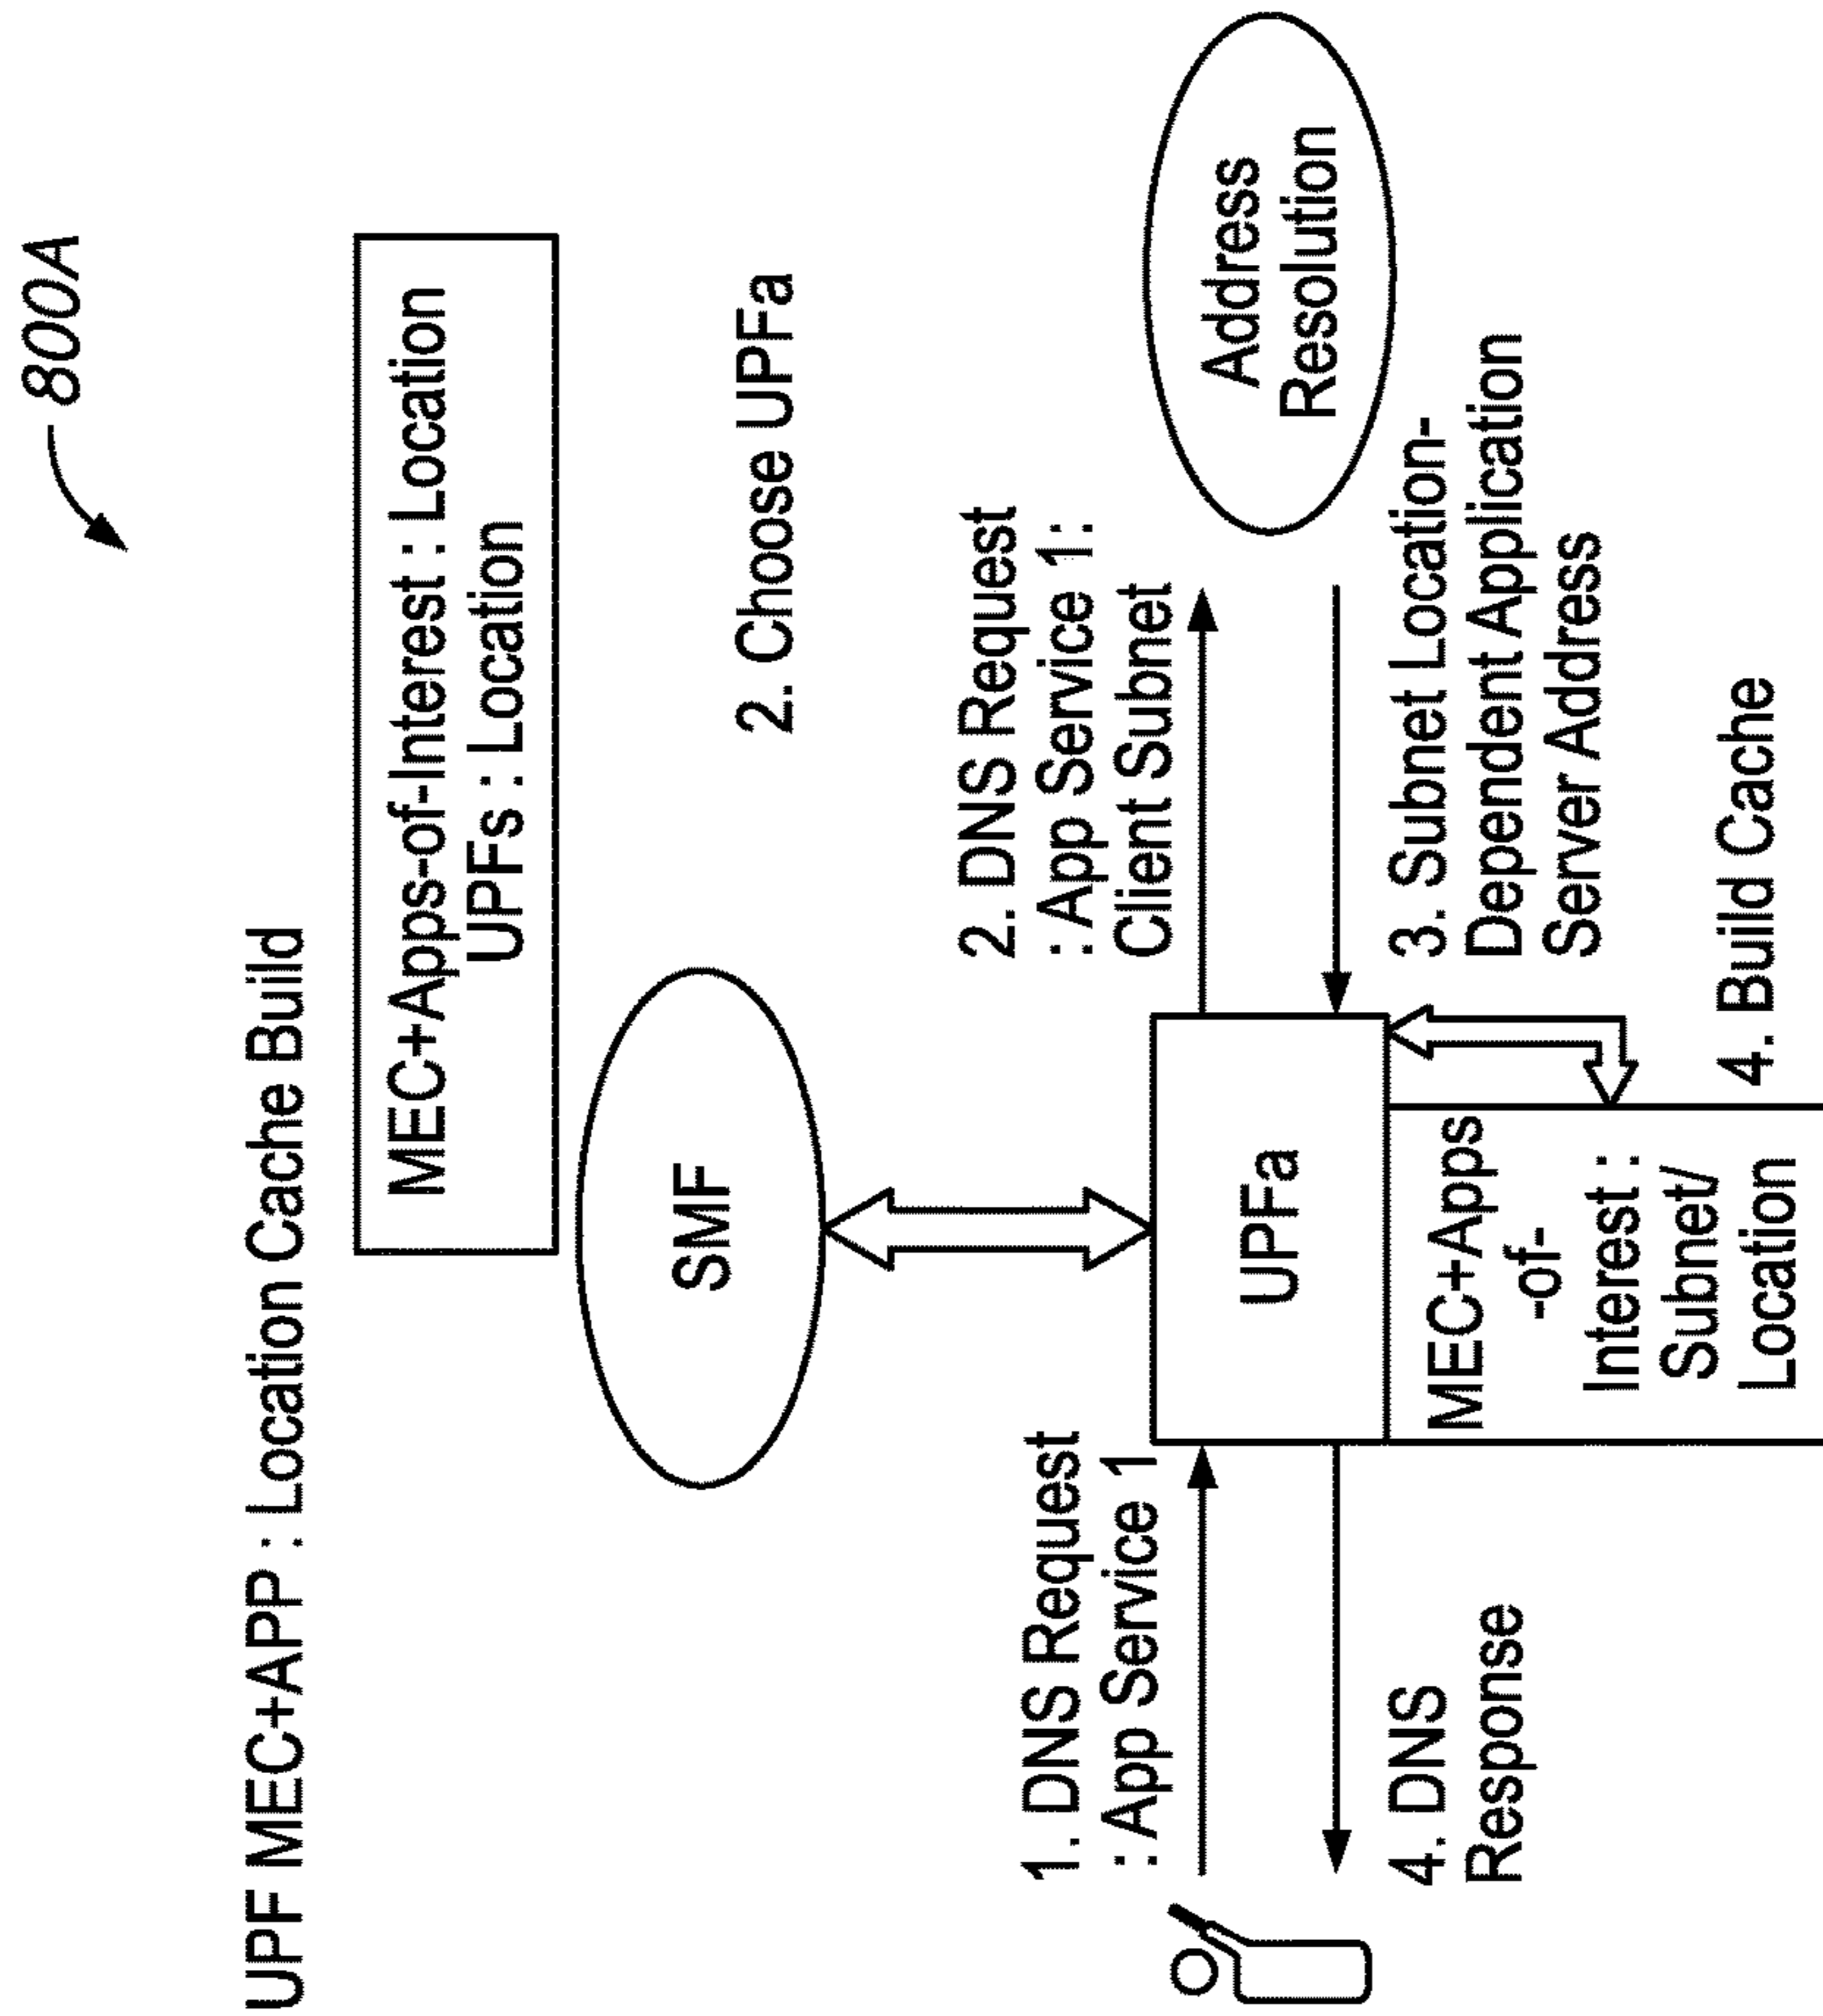 800A
UPF MEC+APP : Location Cache Build
MEC+Apps-of-Interest : Location
UPFs : Location
SMF
2. Choose UPFa
1. DNS Request
: App Service 1
2. DNS Request
: App Service 1:
Client Subnet
UPFa
Address
Resolution
4. DNS
Response
MEC+Apps
-of-
Interest :
Subnet/
Location
3. Subnet Location-
Dependent Application
Server Address
4. Build Cache